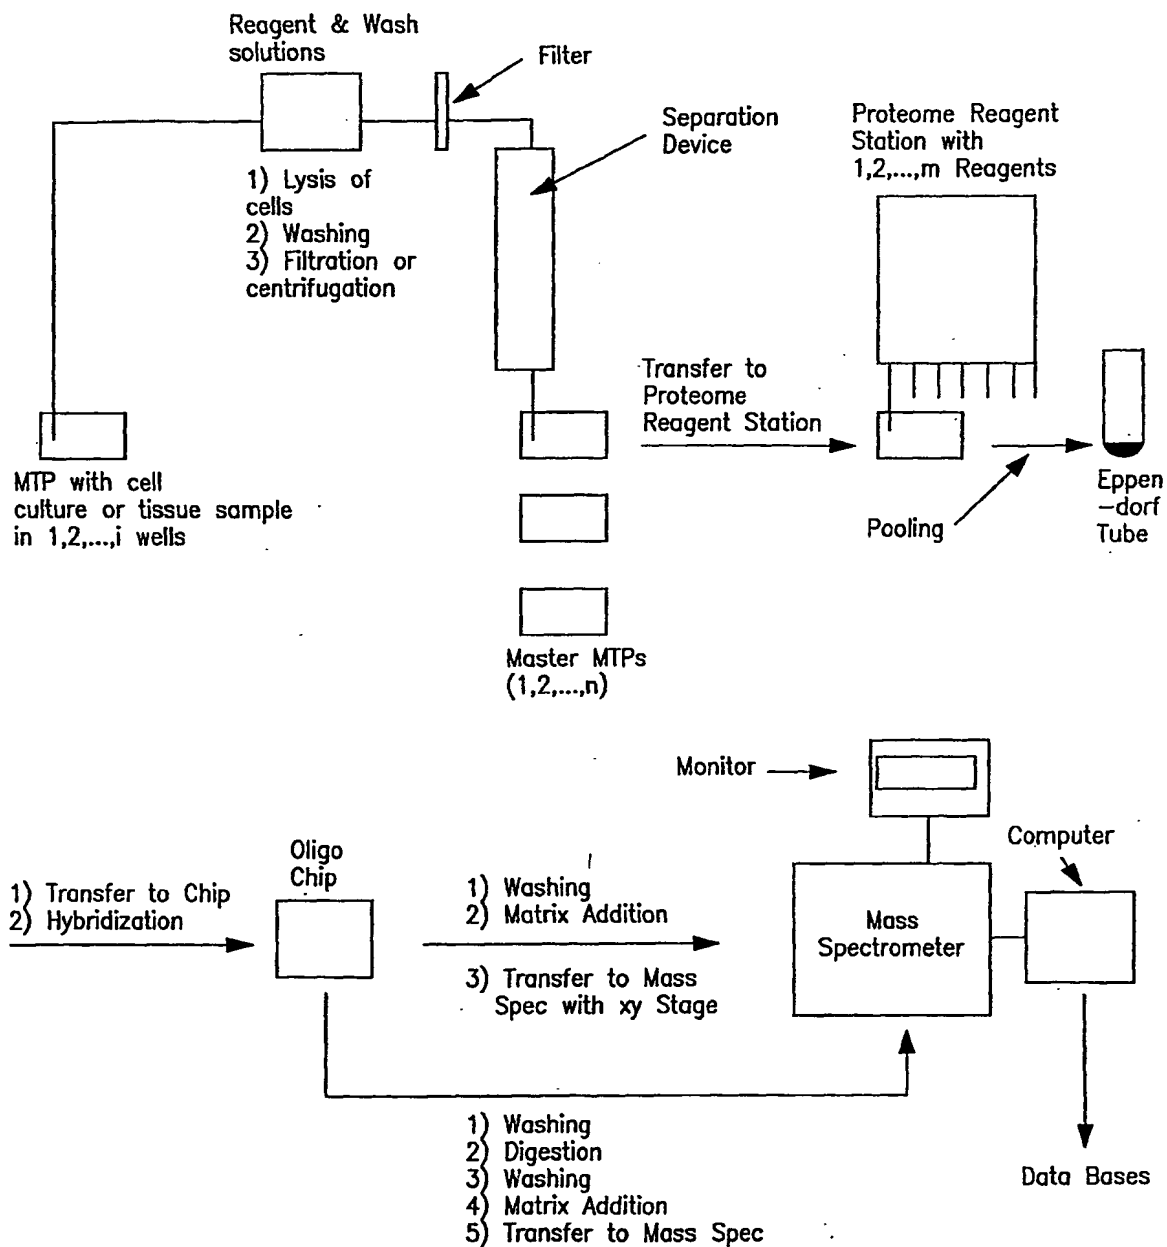 Reagent & Wash
solutions
Filter
Separation
Device
Proteome Reagent
Station with
1,2,...,m Reagents
1) Lysis of
cells
2) Washing
3) Filtration or
centrifugation
Transfer to
Proteome
Reagent Station
MTP with cell
culture or tissue sample
in 1,2,...,i wells
Pooling
Eppen
-dorf
Tube
Master MTPs
(1,2,...,n)
Monitor
Computer
Oligo
Chip
1) Transfer to Chip
2) Hybridization
1) Washing
2) Matrix Addition
3) Transfer to Mass
Spec with xy Stage
Mass
Spectrometer
1) Washing
2) Digestion
3) Washing
4) Matrix Addition
5) Transfer to Mass Spec
Data Bases